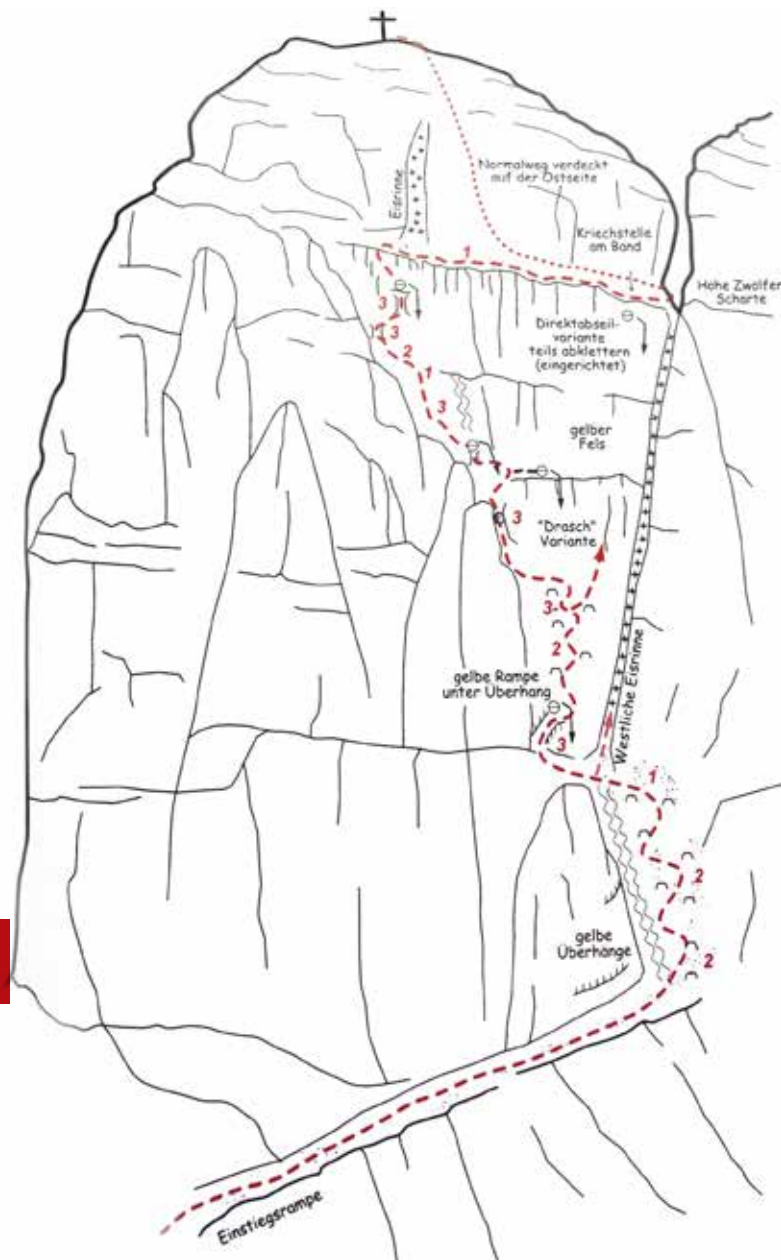 Eisrinne
Normalweg verdeckt
auf der Ostseite
Kriechstelle
am Band
1
Hohe Zwölfer
Scharte
3
3
2
1
3
Direktabseil-
variante
teils abklettern
(eingerichtet)
gelber
Fels
3
"Drasch"
Variante
3-
2
gelbe Rampe
unter Überhang
3
Westliche Eisrinne
1
2
gelbe
Überhänge
2
Einstiegsrampe